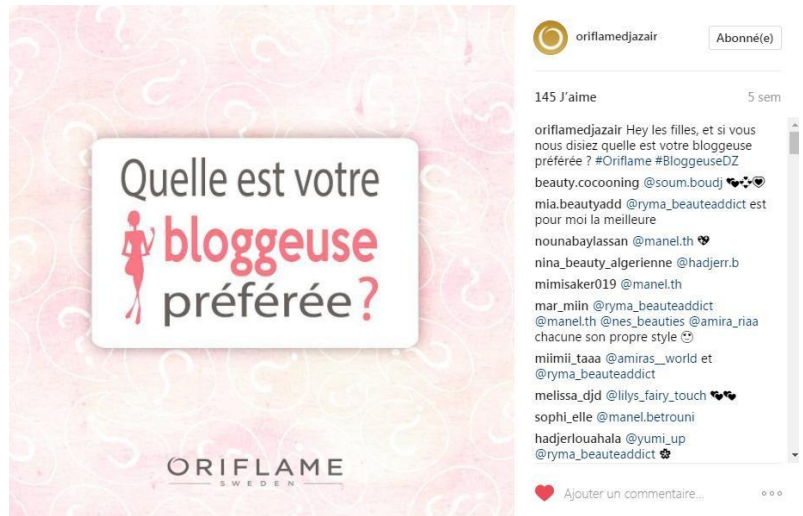 Quelle est votre
bloggeuse
préférée?
ORIFLAME
SWEDEN
oriflamedjazair
Abonné(e)
145 J'aime
5 sem
oriflamedjazair Hey les filles, et si vous
nous disiez quelle est votre bloggeuse
préférée ? #Oriflame #BloggeuseDZ
beauty.cocooning @soum.boudj
mia.beautyadd @ryma_beauteaddict est
pour moi la meilleure
nounabaylassan @manel.th
nina_beauty_algerienne @hadjerr.b
mimisaker019 @manel.th
mar_miin @ryma_beauteaddict
@manel.th @nes_beauties @amira_riaa
chacune son propre style
miimii_taaa @amiras__world et
@ryma_beauteaddict
melissa_djd @lilys_fairy_touch
sophi_elle @manel.betrouni
hadjerlouahala @yumi_up
@ryma_beauteaddict
Ajouter un commentaire...